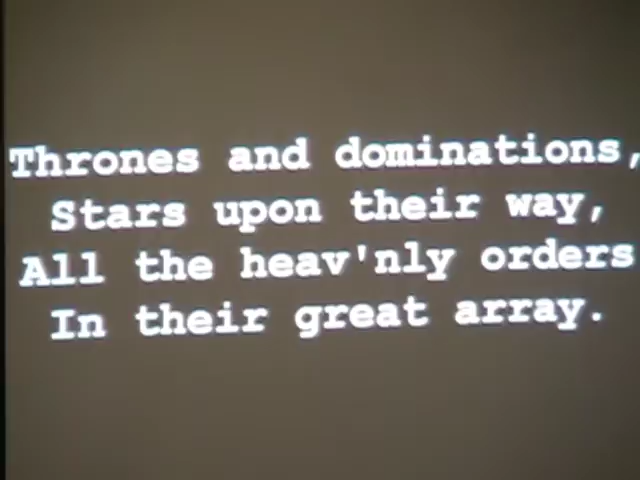 Thrones and dominations,
Stars upon their way,
All the heav'nly orders
In their great array.